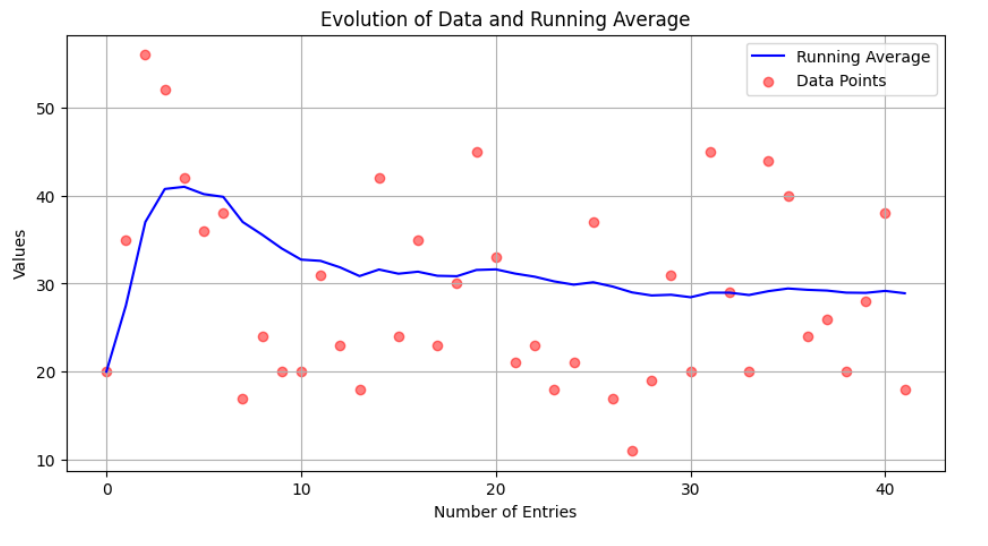 Evolution of Data and Running Average
Running Average
Data Points
Values
50
40
30
20
10
0 10 20 30 40
Number of Entries